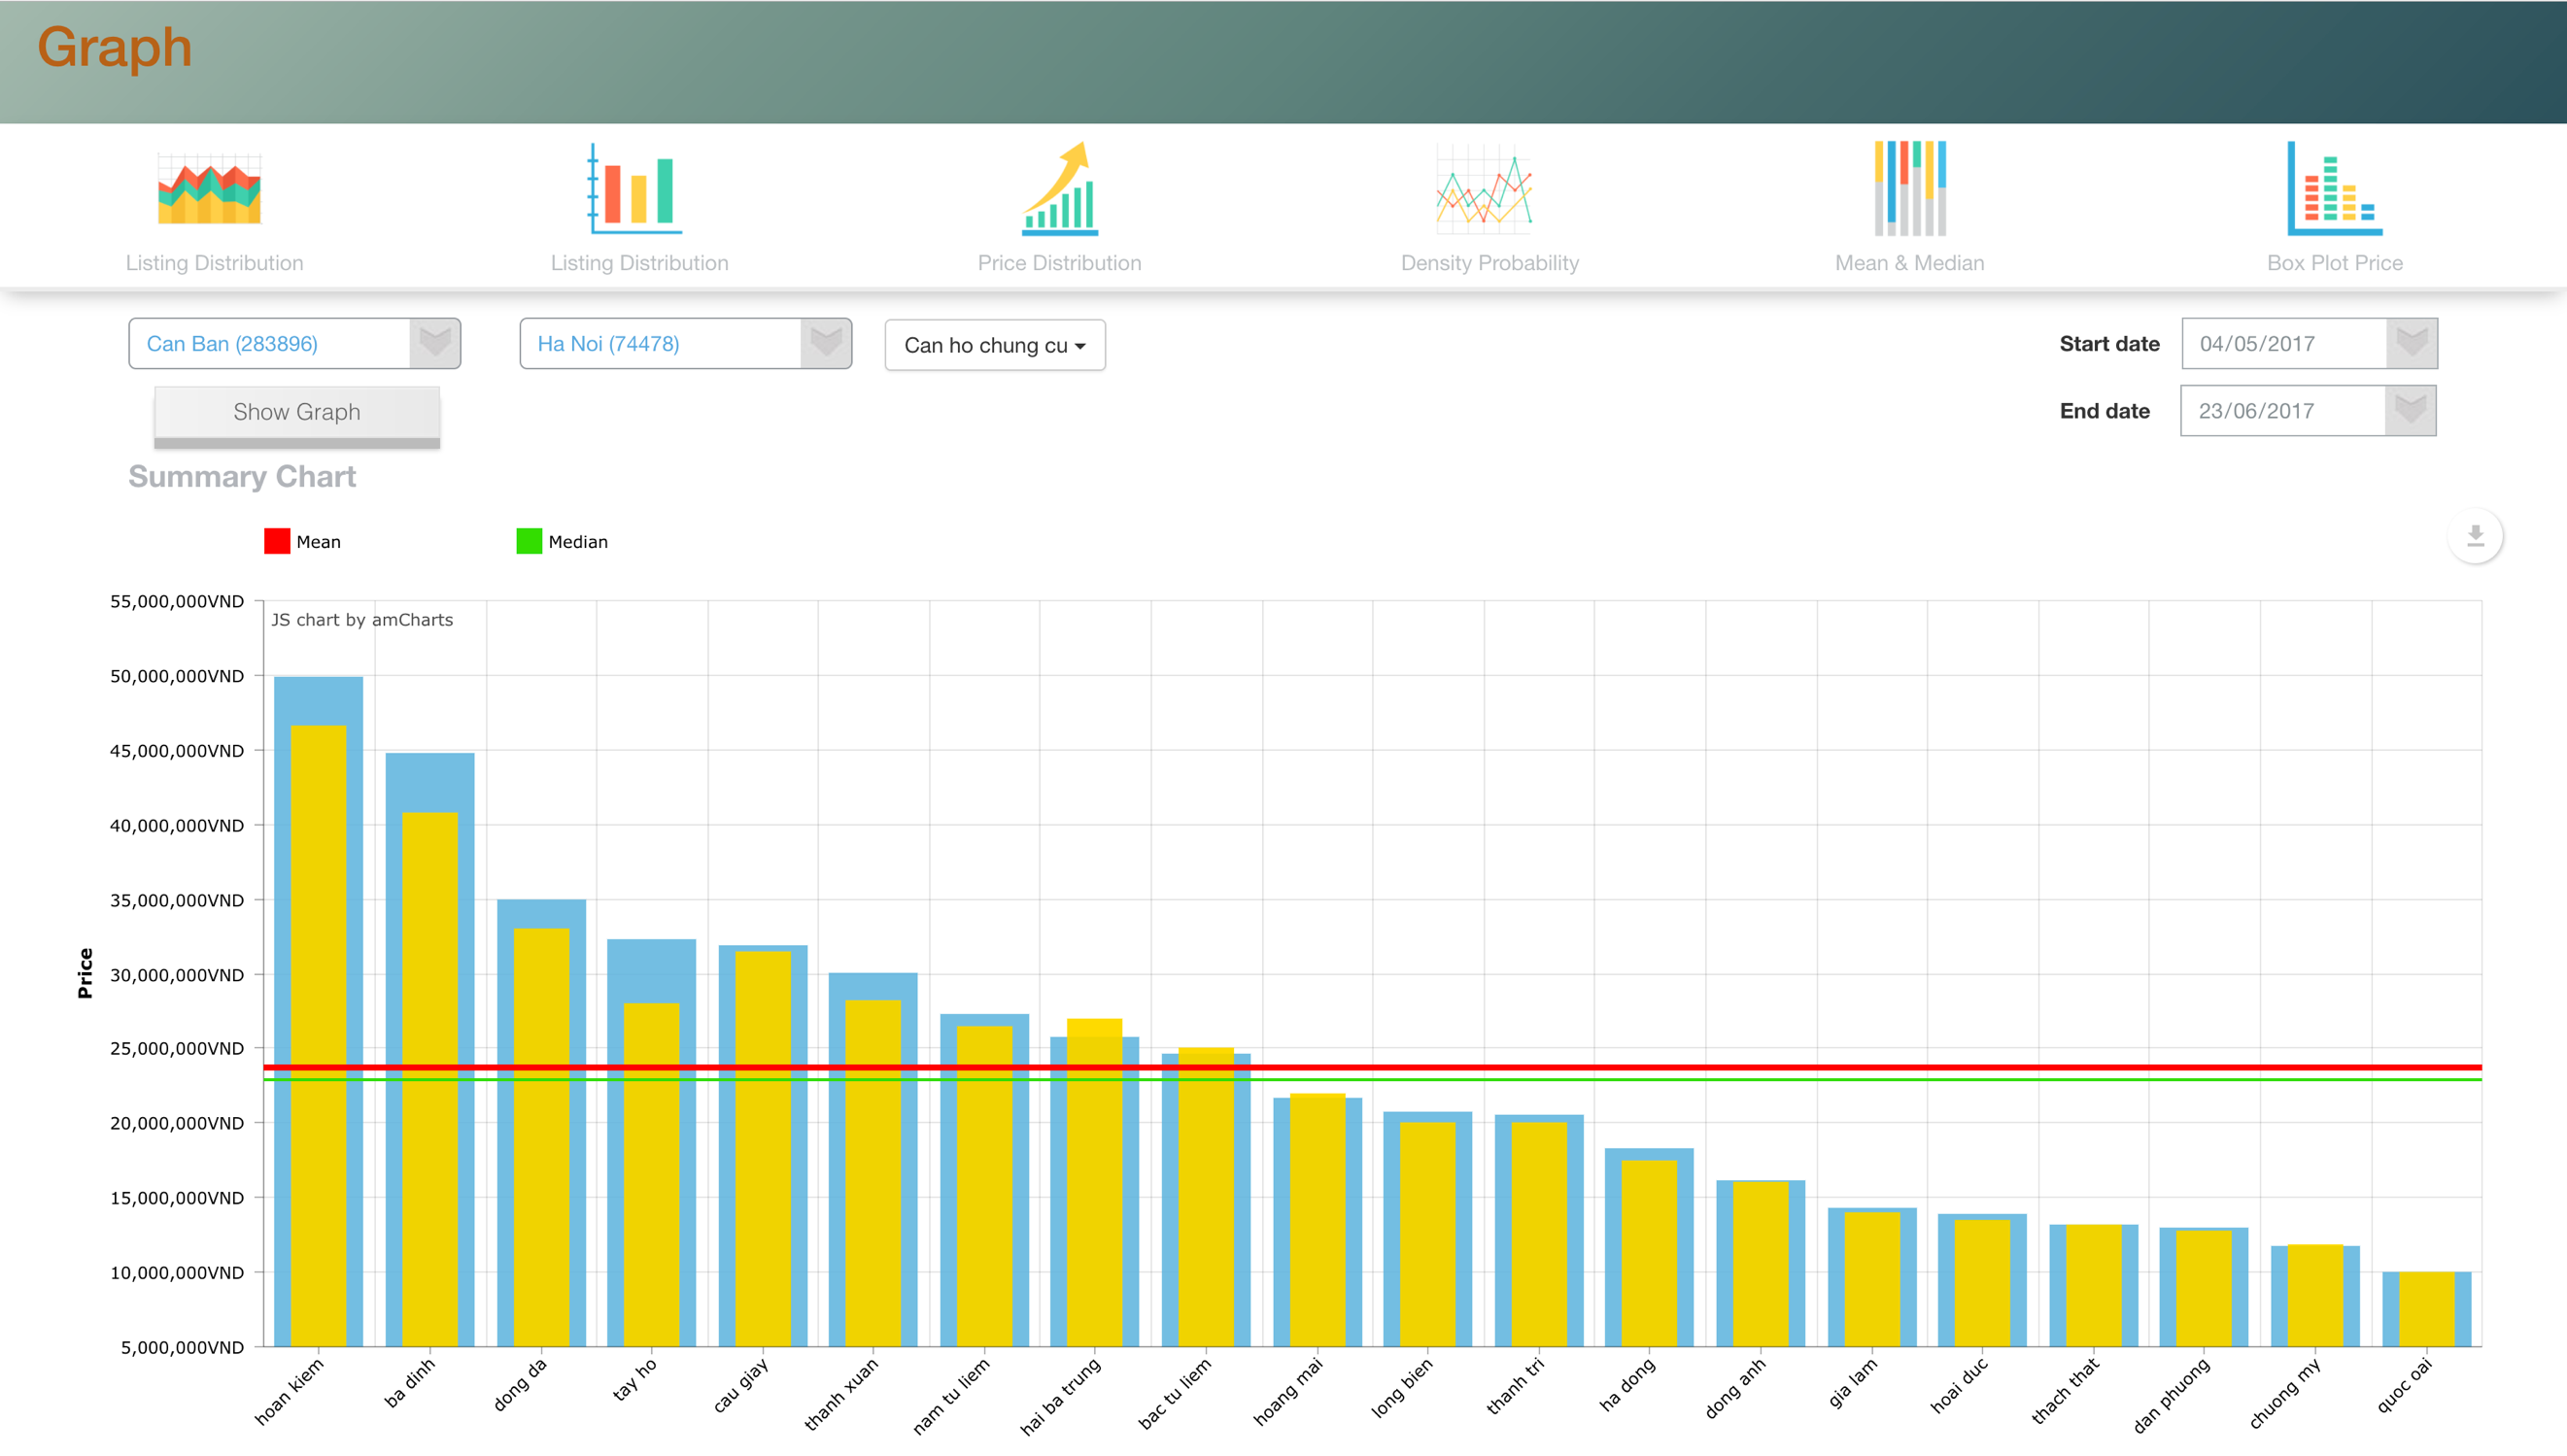 Graph
Listing Distribution
Listing Distribution
Price Distribution
Density Probability
Mean & Median
Box Plot Price
Can Ban (283896)
Ha Noi (74478)
Can ho chung cu
Start date
04/05/2017
Show Graph
End date
23/06/2017
Summary Chart
Mean
Median
55,000,000VND
JS chart by amCharts
50,000,000VND
45,000,000VND
40,000,000VND
35,000,000VND
30,000,000VND
25,000,000VND
20,000,000VND
15,000,000VND
10,000,000VND
5,000,000VND
Price
hoan kiem
ba dinh
dong da
tay ho
cau giay
thanh xuan
nam tu liem
hai ba trung
bac tu liem
hoang mai
long bien
thanh tri
ha dong
dong anh
gia lam
hoai duc
thach that
dan phuong
chuong my
quoc oai